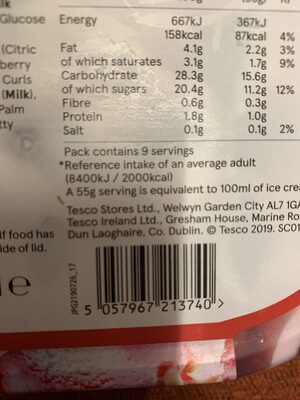 lk
Glucose Energy 667kJ 367kJ
158kcal 87kcal 4%
(Citric Fat 4.1g 2.2g 3%
of which saturates 3.1g 1.7g 9%
Curls Carbohydrate 28.3g 15.6g
(Milk), of which sugars 20.4g 11.2g 12%
Palm Fibre 0.6g 0.3g
tty Protein 1.8g 1.0g
Salt 0.1g 0.1g 2%
Pack contains 9 servings
*Reference intake of an average adult
(8400kJ / 2000kcal)
A 55g serving is equivalent to 100ml of ice crea
Tesco Stores Ltd., Welwyn Garden City AL7 1GA
Tesco Ireland Ltd., Gresham House, Marine Ro
If food has Dun Laoghaire, Co. Dublin. © Tesco 2019. SC01
ide of lid.
e
JPG2190726_17
5 057967 213740 >